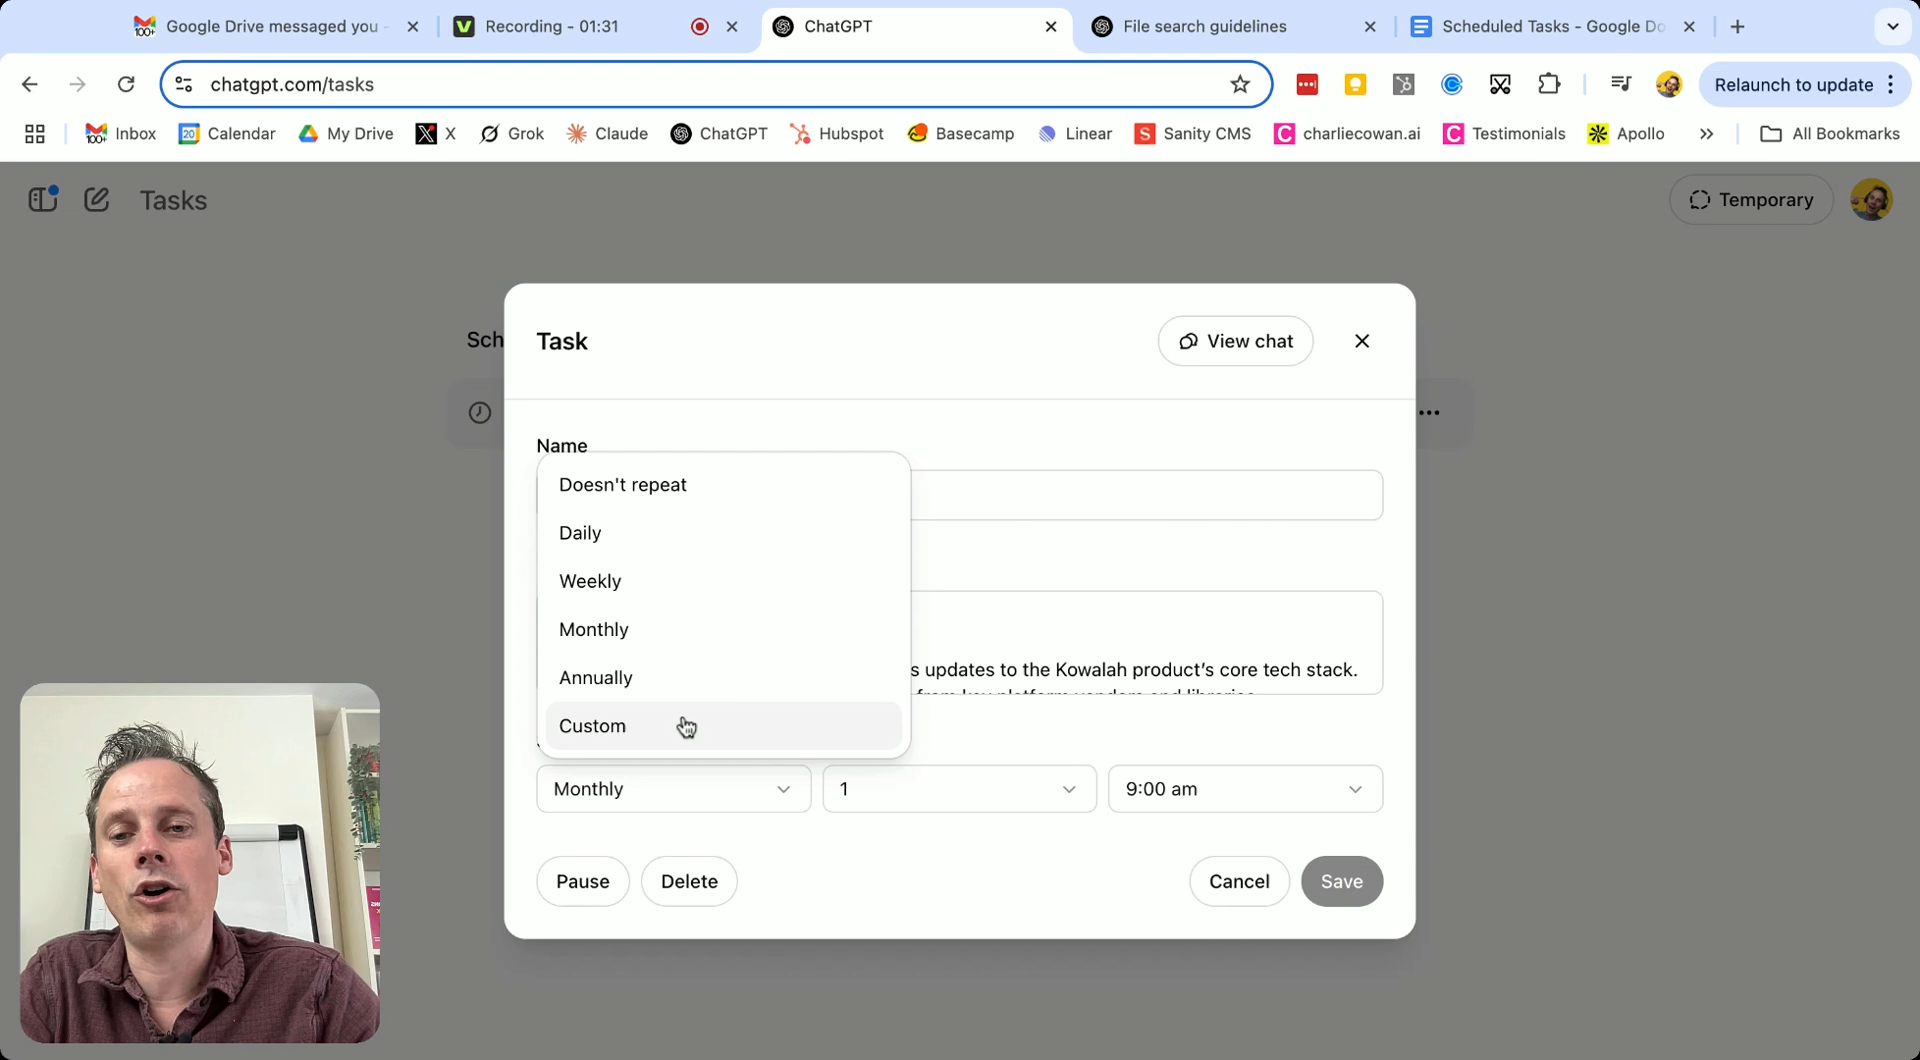 Google Drive messaged you -
Recording - 01:31
ChatGPT
File search guidelines
Scheduled Tasks - Google Do
chatgpt.com/tasks
Relaunch to update
Inbox
Calendar
My Drive
X
Grok
Claude
ChatGPT
Hubspot
Basecamp
Linear
Sanity CMS
charliecowan.ai
Testimonials
Apollo
All Bookmarks
Tasks
Temporary
Sch
Task
View chat
Name
Doesn't repeat
Daily
Weekly
Monthly
Annually
Custom
s updates to the Kowalah product's core tech stack.
from key platform vendors and libraries
Monthly
1
9:00 am
Pause
Delete
Cancel
Save